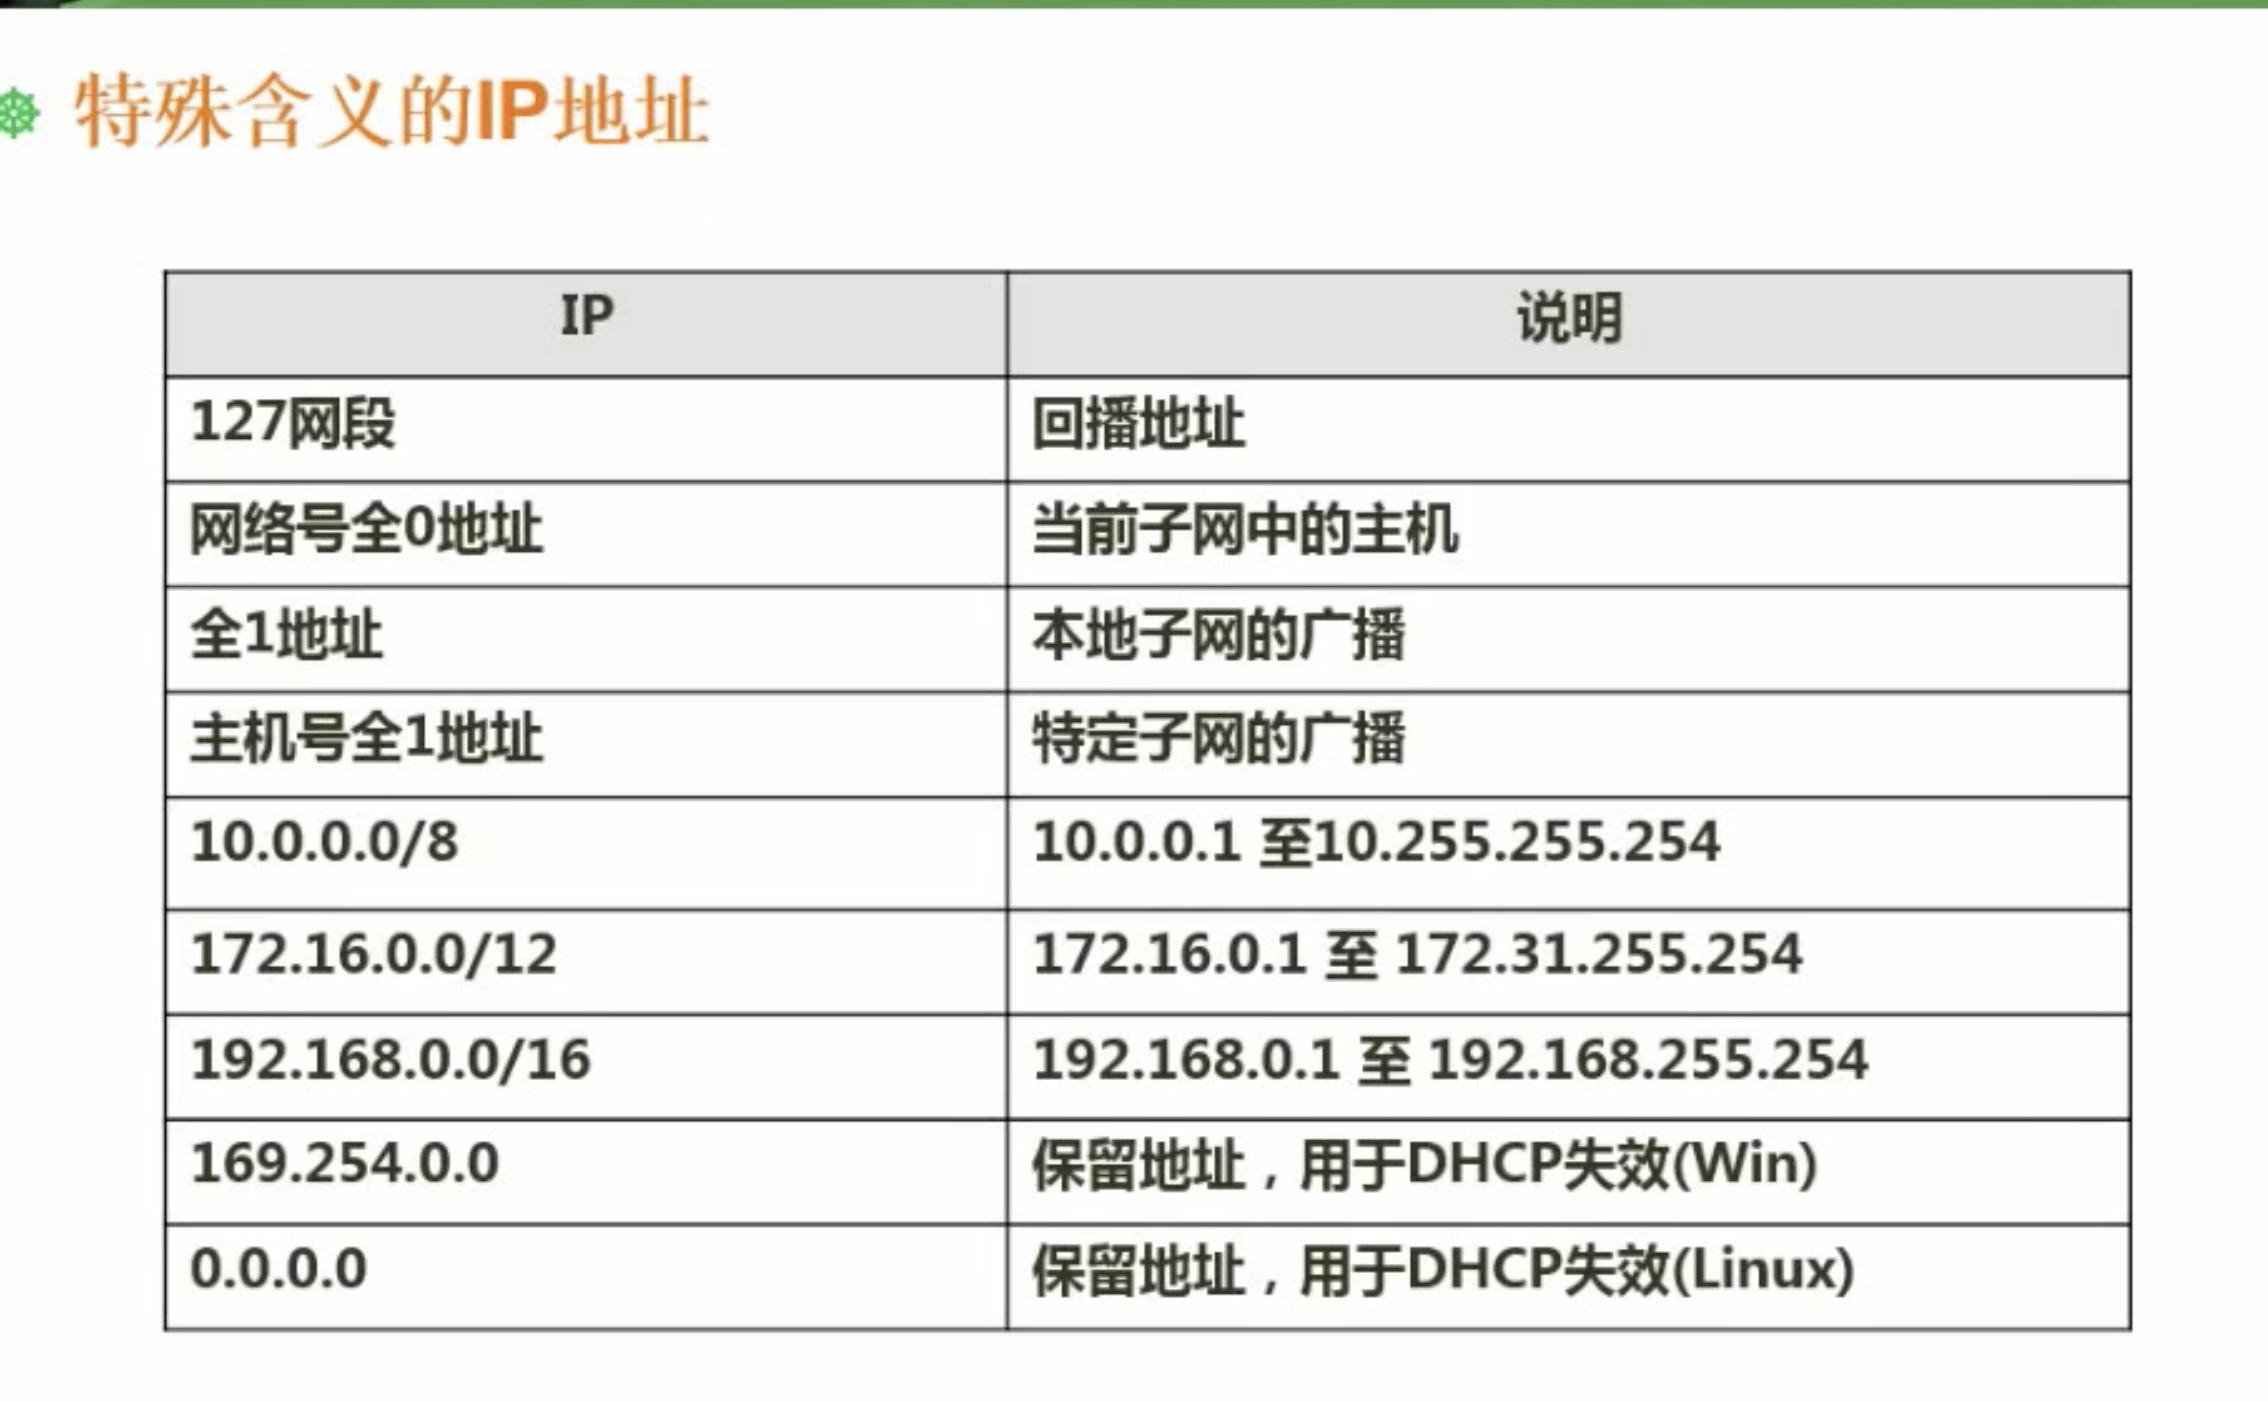 特殊含义的IP地址
IP 说明
127网段 回播地址
网络号全0地址 当前子网中的主机
全1地址 本地子网的广播
主机号全1地址 特定子网的广播
10.0.0.0/8 10.0.0.1 至10.255.255.254
172.16.0.0/12 172.16.0.1 至 172.31.255.254
192.168.0.0/16 192.168.0.1 至 192.168.255.254
169.254.0.0 保留地址，用于DHCP失效(Win)
0.0.0.0 保留地址，用于DHCP失效(Linux)